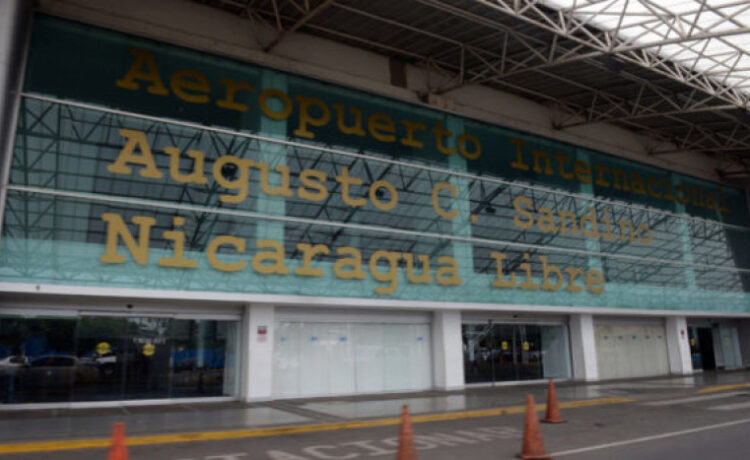 Aeropuerto Internacional
Augusto C. Sandino
Nicaragua Libre